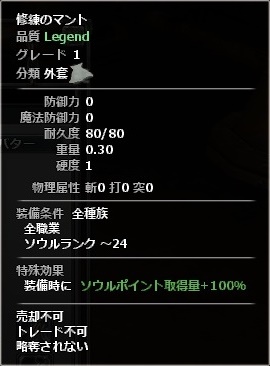 修練のマント
品質 Legend
グレード 1
分類 外套
防御力 0
魔法防御力 0
耐久度 80/80
重量 0.30
硬度 1
物理属性 斬0 打0 突0
装備条件 全種族
全職業
ソウルランク ～24
特殊効果
装備時に ソウルポイント取得量+100%
売却不可
トレード不可
略奪されない
バター